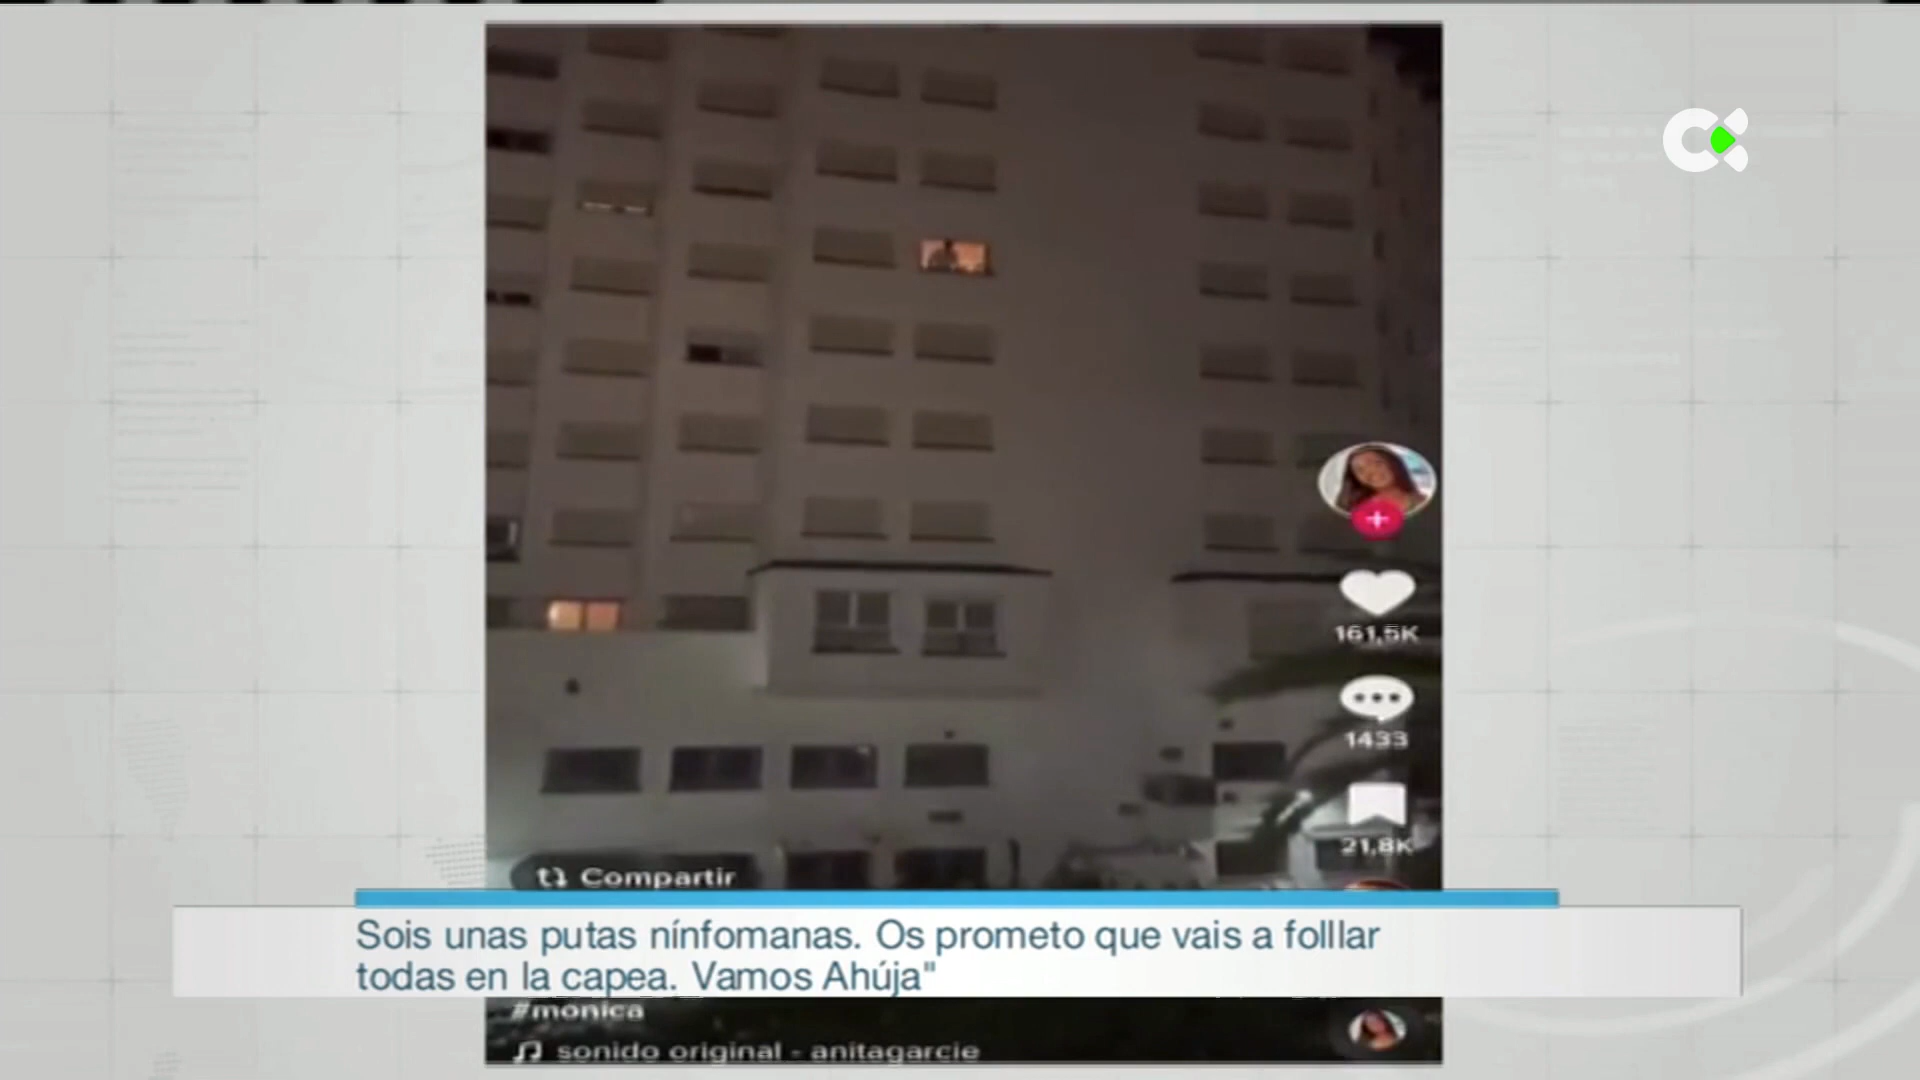 161,5K
1433
21,8K
Compartir
Sois unas putas nínfomanas. Os prometo que vais a folllar
todas en la capea. Vamos Ahúja"
#monica
sonido original - anitagarcie